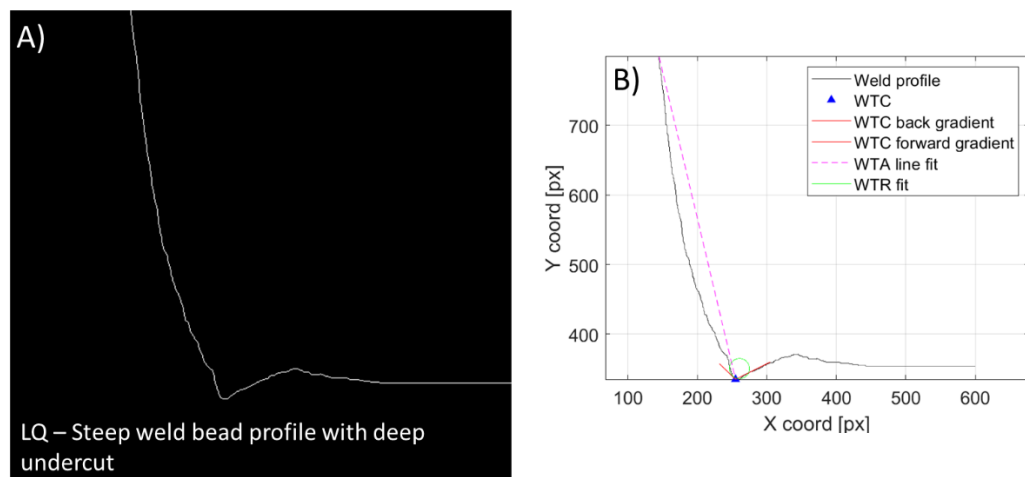 A)
LQ – Steep weld bead profile with deep
undercut
B)
Weld profile
WTC
WTC back gradient
WTC forward gradient
WTA line fit
WTR fit
Y coord [px]
700
600
500
400
100 200 300 400 500 600
X coord [px]